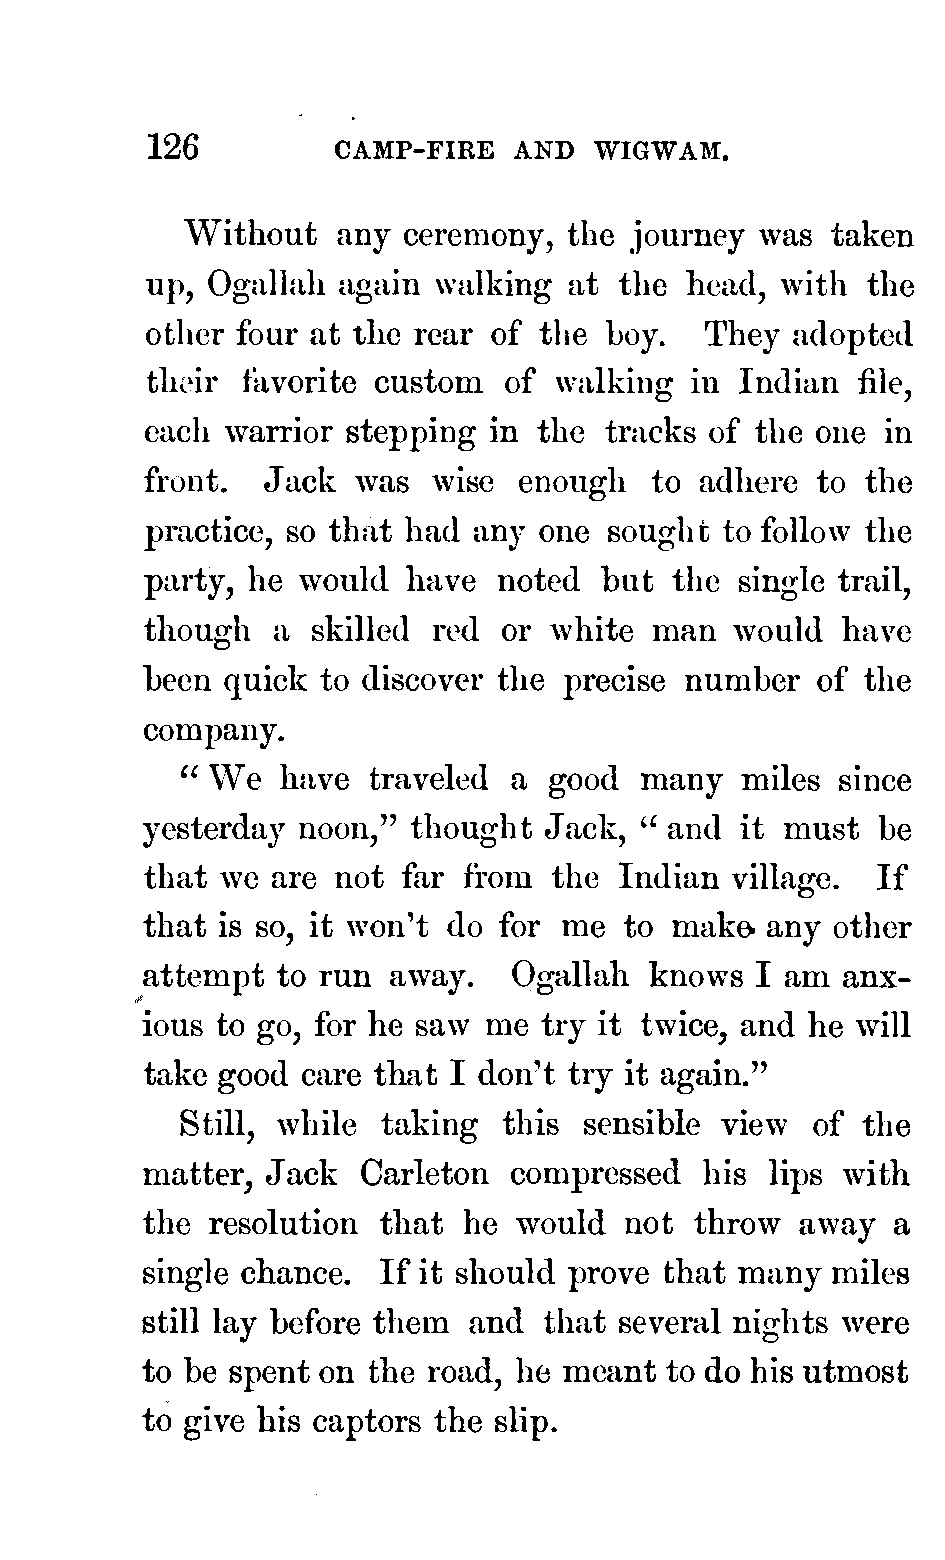 126 CAMP-FIRE AND WIGWAM.
Without any ceremony, the journey was taken
up, Ogallah again walking at the head, with the
other four at the rear of the boy. They adopted
their favorite custom of walking in Indian file,
each warrior stepping in the tracks of the one in
front. Jack was wise enough to adhere to the
practice, so that had any one sought to follow the
party, he would have noted but the single trail,
though a skilled red or white man would have
been quick to discover the precise number of the
company.
“We have traveled a good many miles since
yesterday noon,” thought Jack, “and it must be
that we are not far from the Indian village. If
that is so, it won't do for me to make any other
attempt to run away. Ogallah knows I am anx-
ious to go, for he saw me try it twice, and he will
take good care that I don't try it again.”
Still, while taking this sensible view of the
matter, Jack Carleton compressed his lips with
the resolution that he would not throw away a
single chance. If it should prove that many miles
still lay before them and that several nights were
to be spent on the road, he meant to do his utmost
to give his captors the slip.